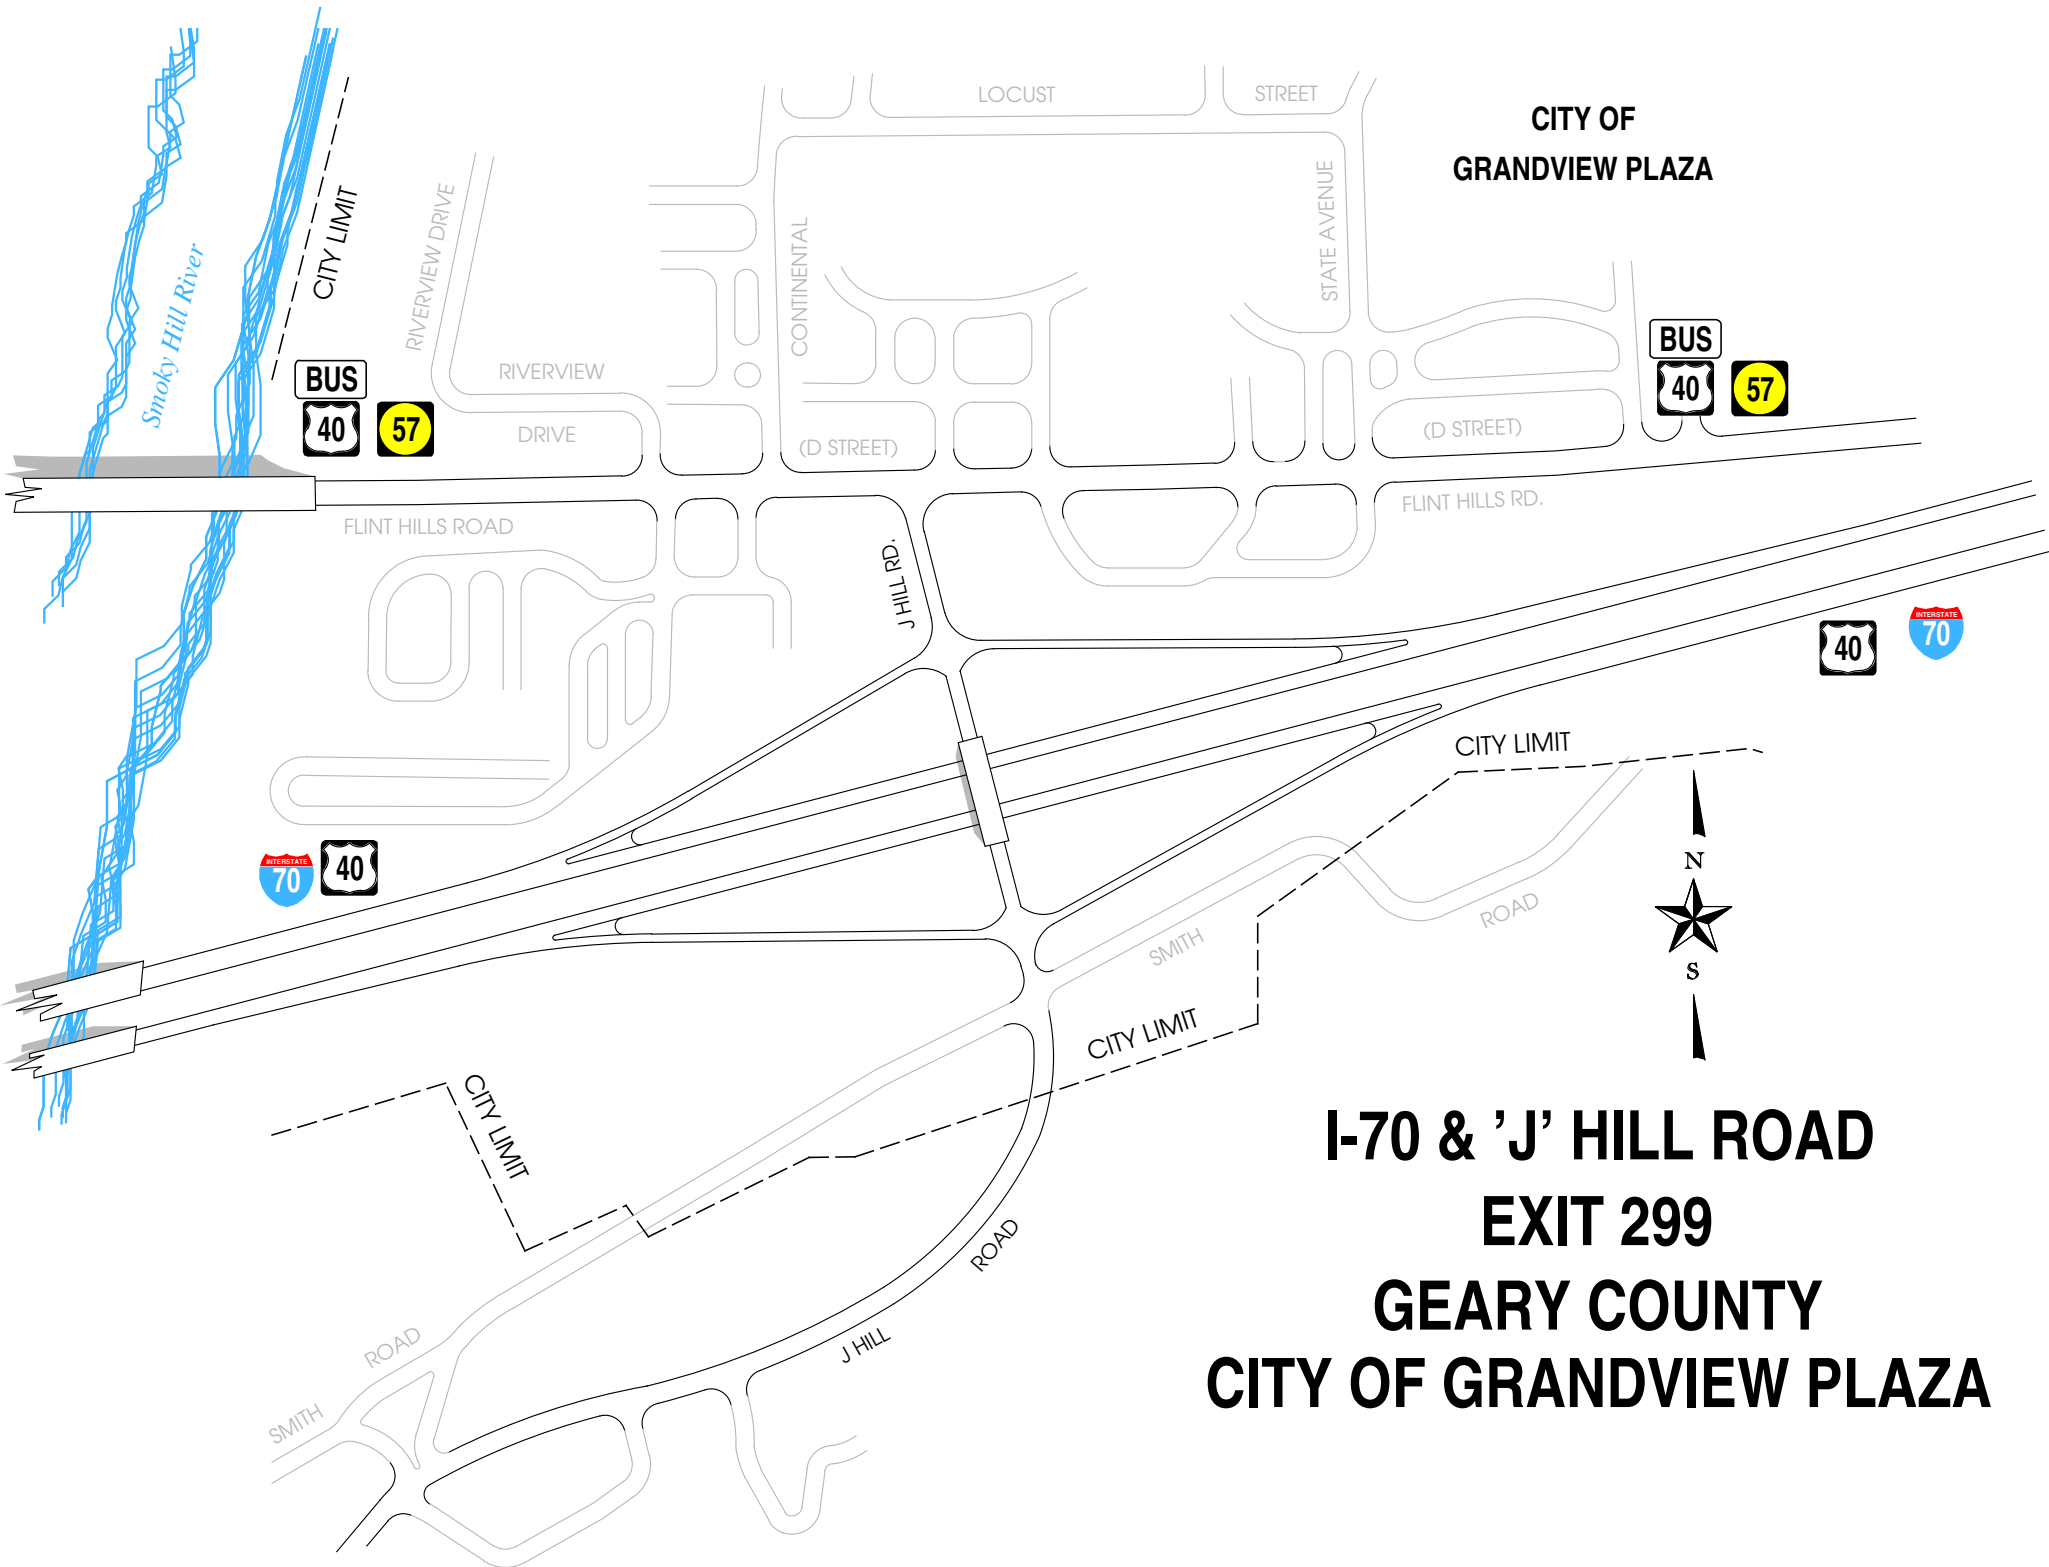 LOCUST
STREET
CITY OF
GRANDVIEW PLAZA
CITY LIMIT
Smoky Hill River
RIVERVIEW DRIVE
CONTINENTAL
STATE AVENUE
BUS
40
57
RIVERVIEW
DRIVE
(D STREET)
(D STREET)
BUS
40
57
FLINT HILLS ROAD
FLINT HILLS RD.
J HILL RD.
40
INTERSTATE
70
CITY LIMIT
INTERSTATE
70
40
N
S
SMITH
ROAD
CITY LIMIT
CITY LIMIT
ROAD
J HILL
ROAD
SMITH
I-70 & 'J' HILL ROAD
EXIT 299
GEARY COUNTY
CITY OF GRANDVIEW PLAZA